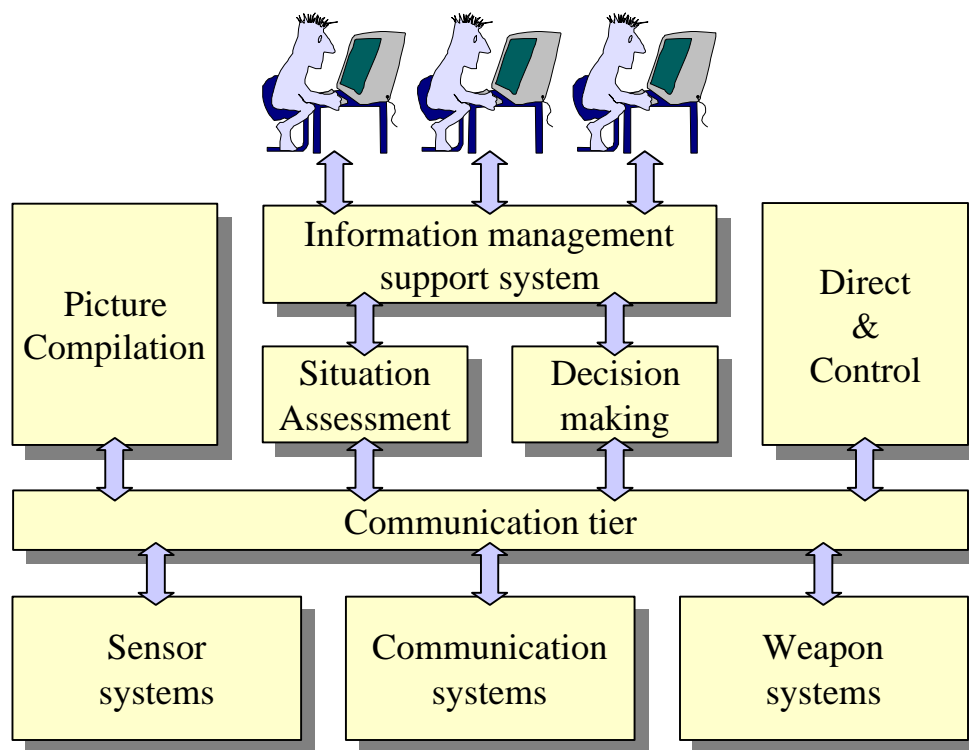 Information management
support system
Picture
Compilation
Direct
&
Control
Situation
Assessment
Decision
making
Communication tier
Sensor
systems
Communication
systems
Weapon
systems